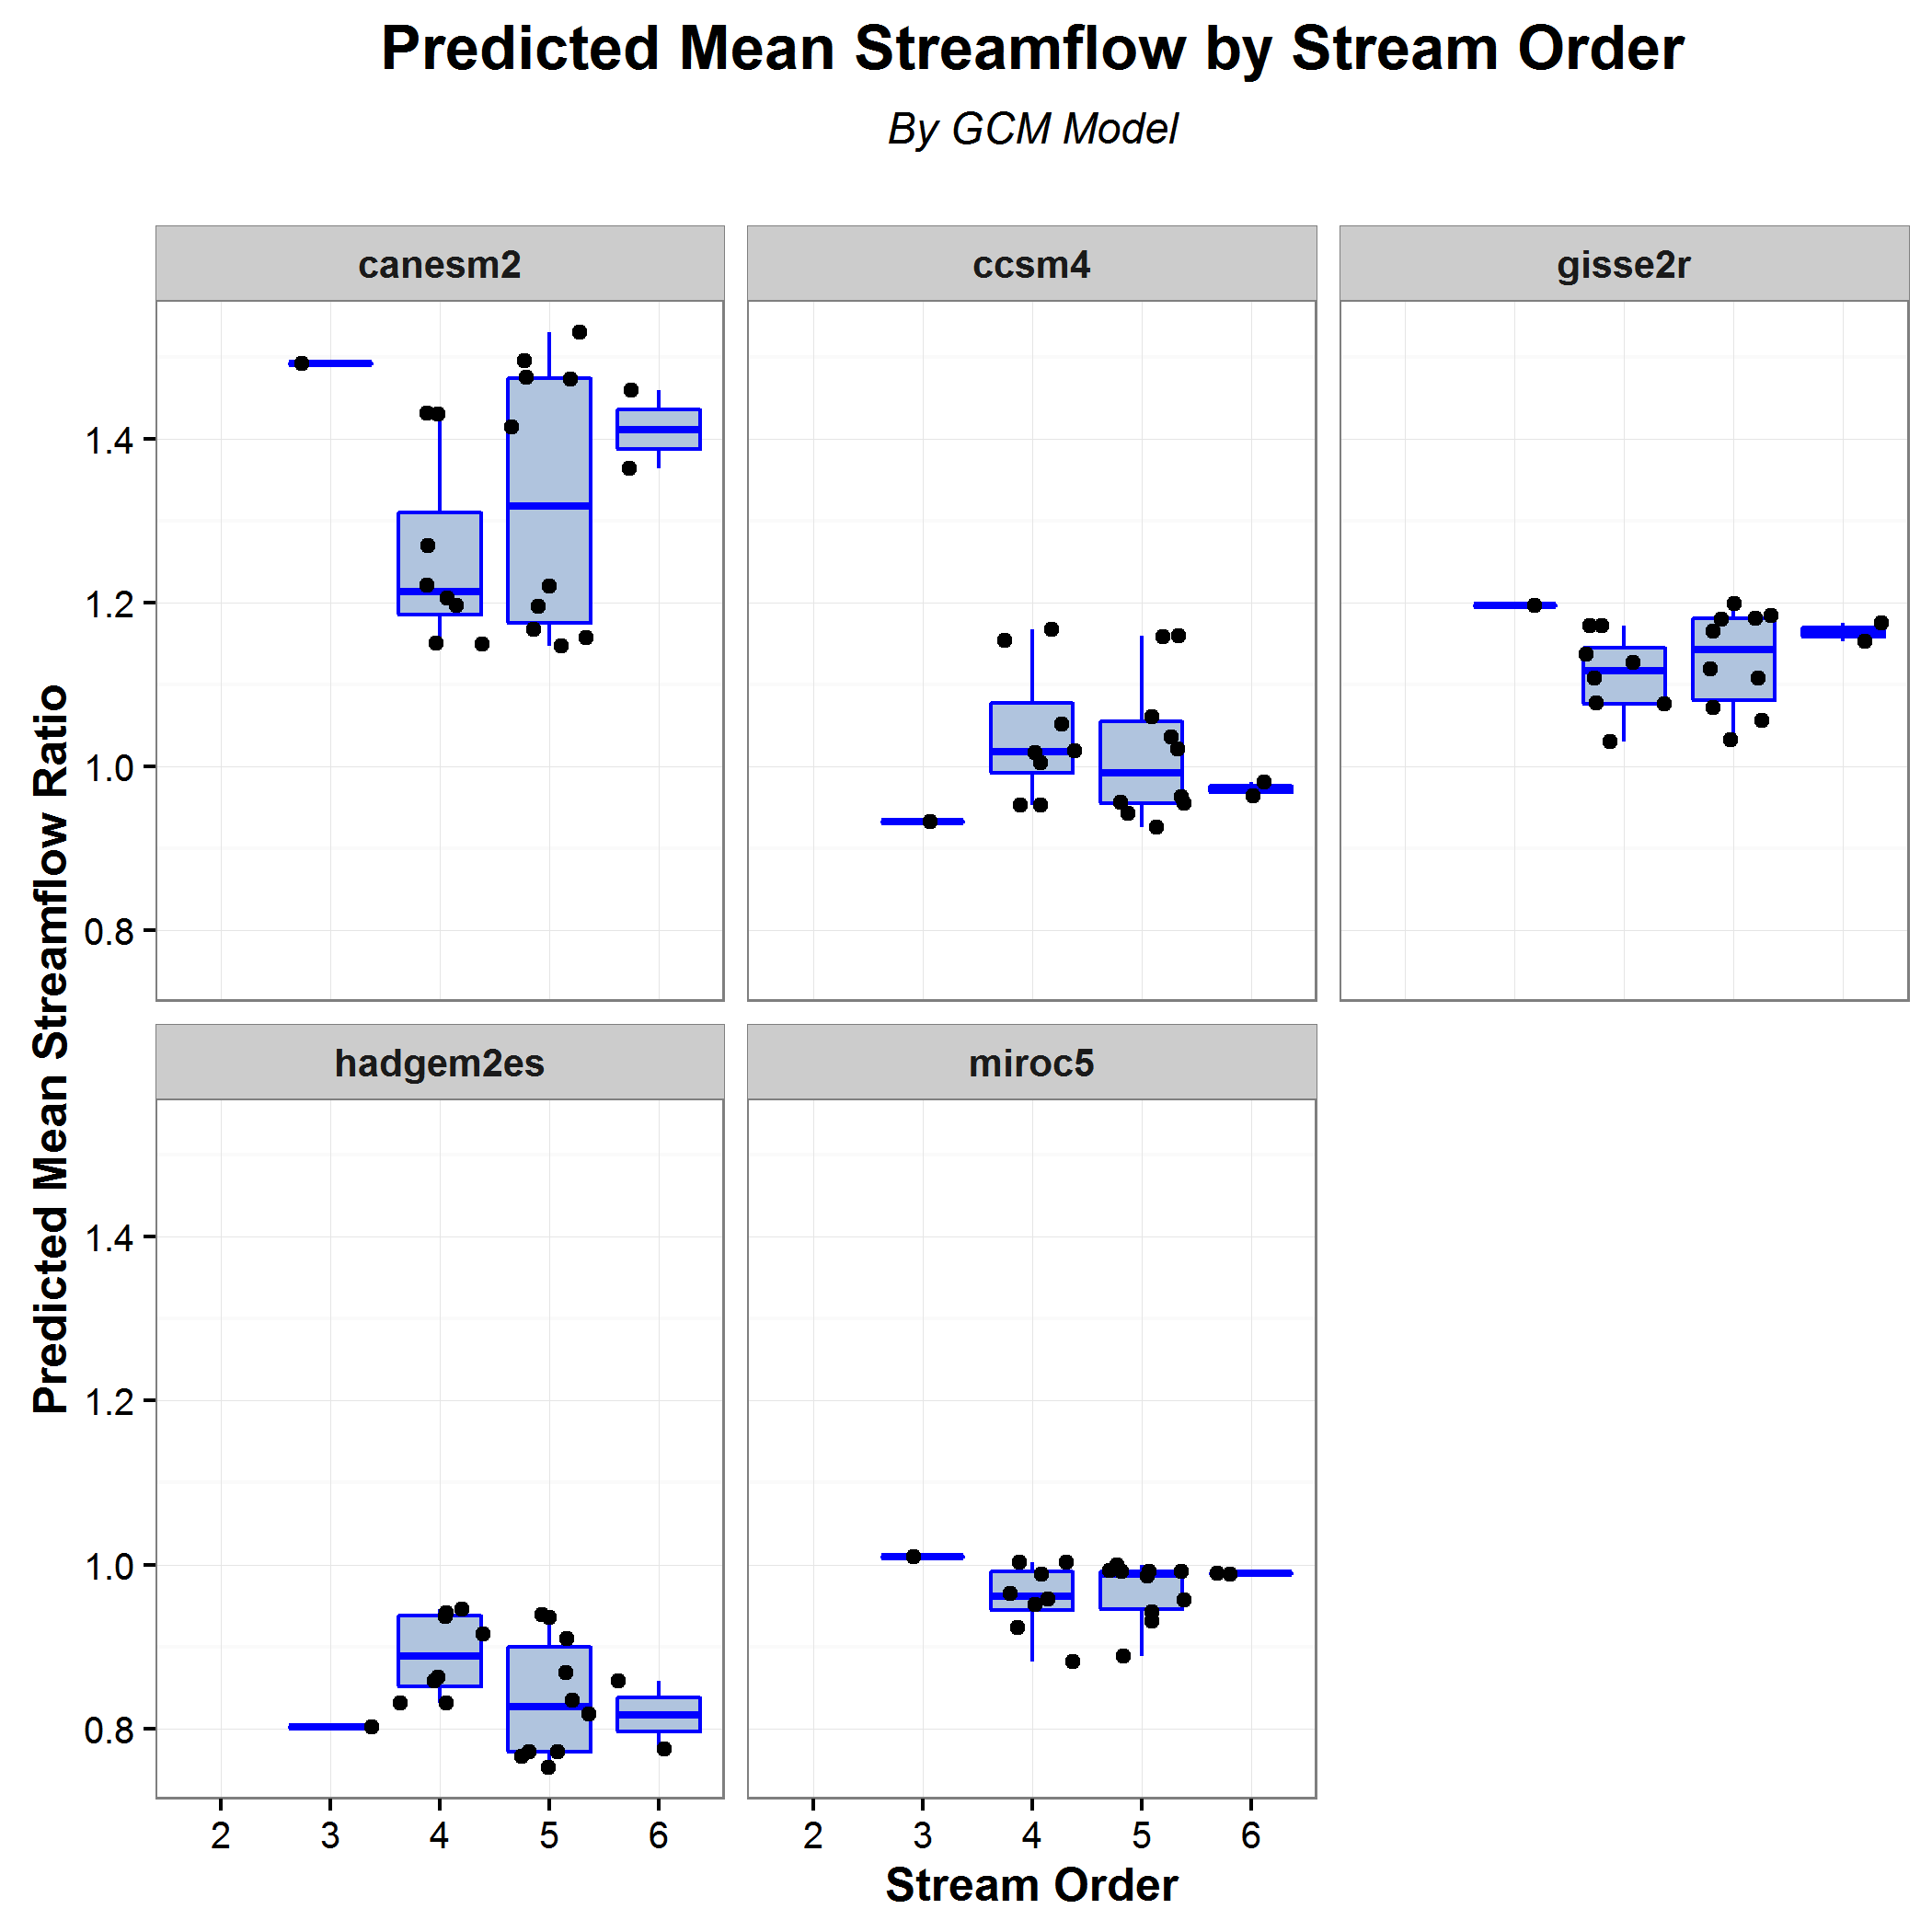 Predicted Mean Streamflow by Stream Order
By GCM Model
canesm2
ccsm4
gisse2r
1.4
1.2
1.0
0.8
Predicted Mean Streamflow Ratio
hadgem2es
miroc5
1.4
1.2
1.0
0.8
2 3 4 5 6
2 3 4 5 6
Stream Order